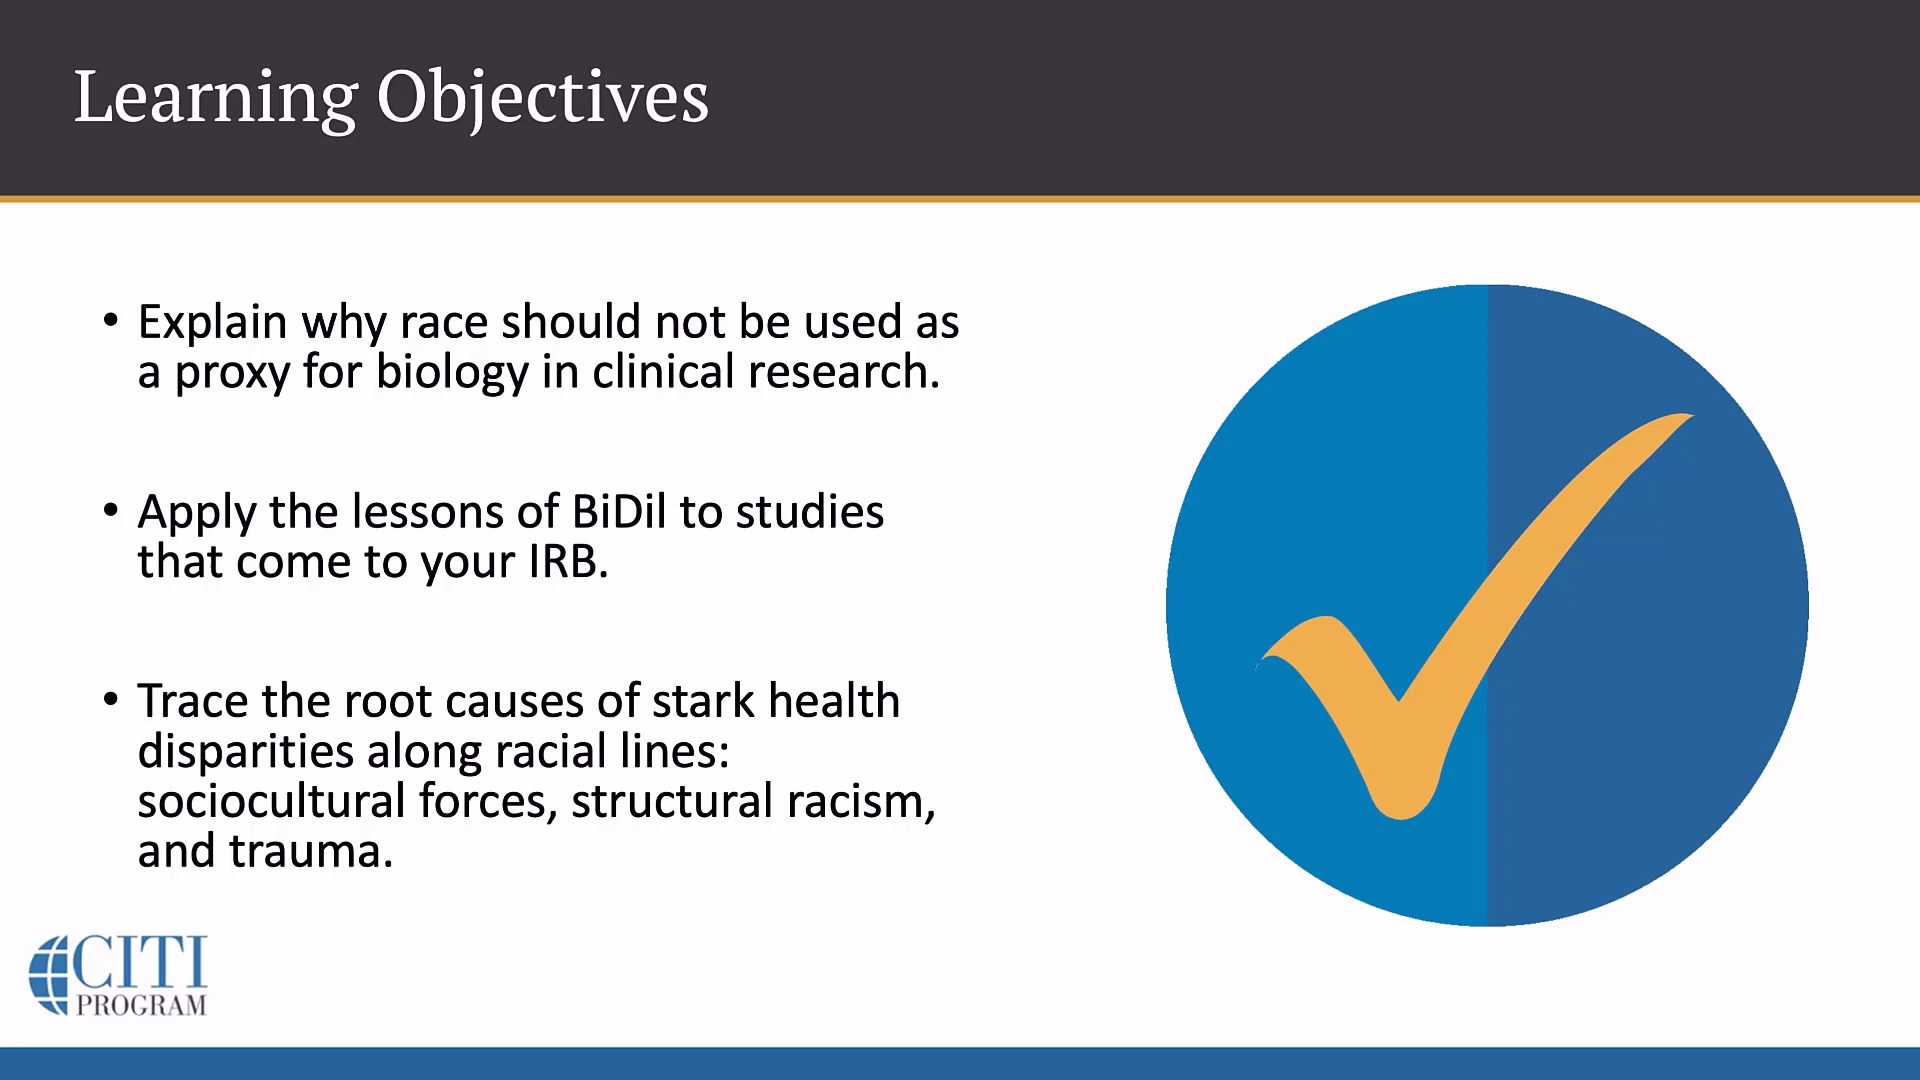 Learning Objectives
• Explain why race should not be used as
a proxy for biology in clinical research.
• Apply the lessons of BiDil to studies
that come to your IRB.
• Trace the root causes of stark health
disparities along racial lines:
sociocultural forces, structural racism,
and trauma.
CITI
PROGRAM